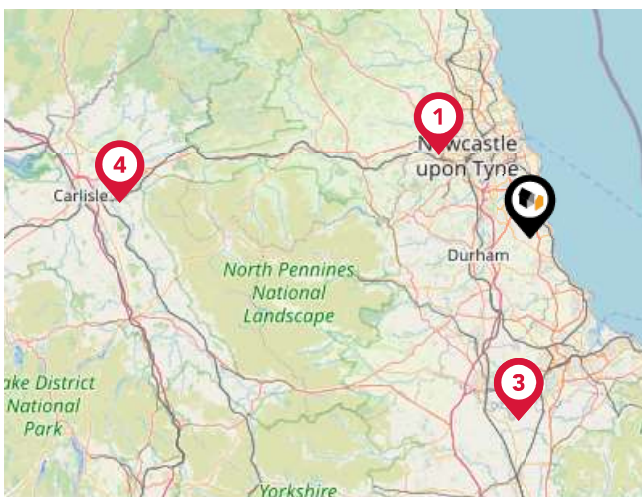 1
Newcastle
upon Tyne
4
Carlisle
Durham
North Pennines
National
Landscape
3
ake District
National
Park
Yorkshire